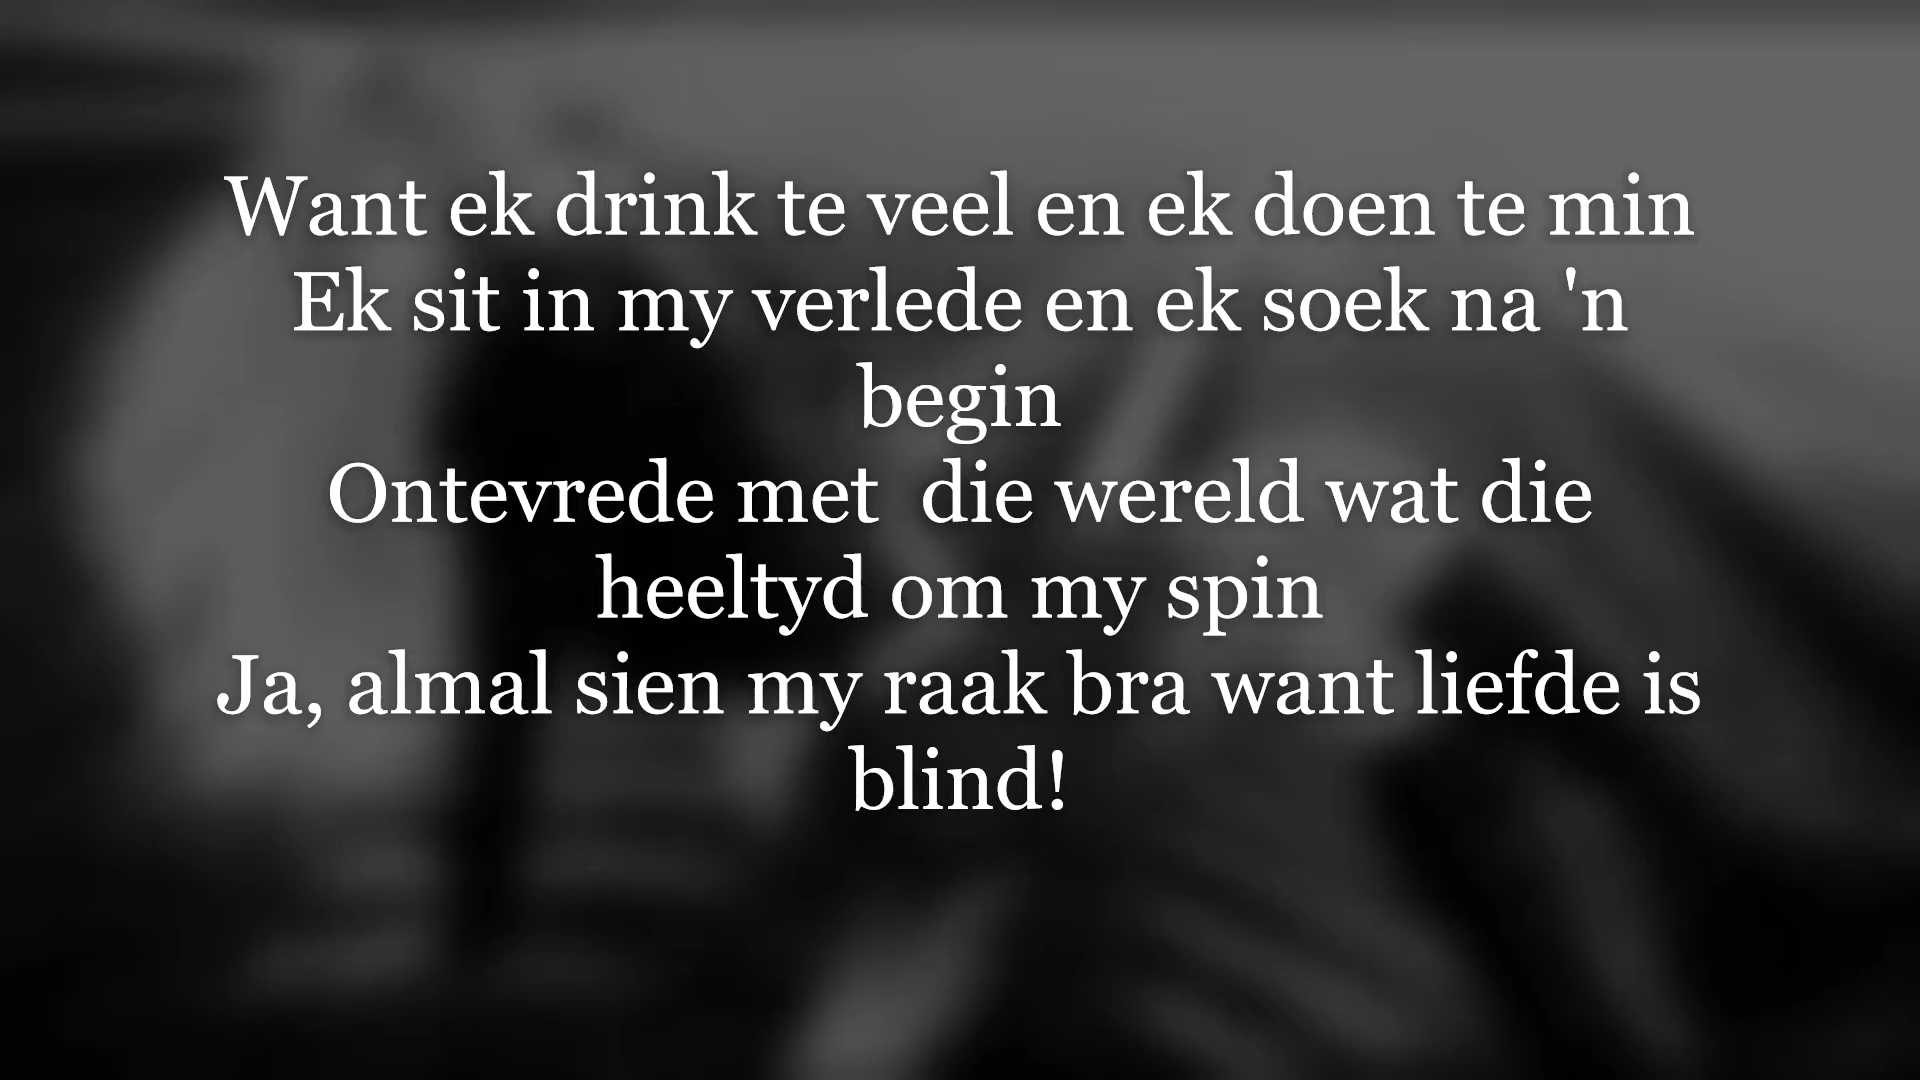 Want ek drink te veel en ek doen te min
Ek sit in my verlede en ek soek na 'n
begin
Ontevrede met  die wereld wat die
heeltyd om my spin
Ja, almal sien my raak bra want liefde is
blind!